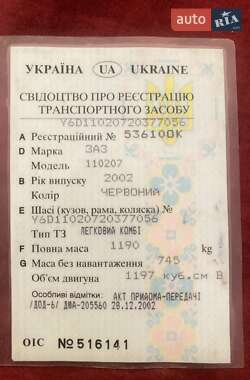 AUTO.RIA
УКРАЇНА UA UKRAINE
СВІДОЦТВО ПРО РЕЄСТРАЦІЮ
ТРАНСПОРТНОГО ЗАСОБУ
Y6D11020720377056
A Реєстраційний № 53610ОК
D Марка ЗАЗ
Модель 110207
B Рік випуску 2002
Колір ЧЕРВОНИЙ
E Шасі (кузов, рама, коляска) №
Y6D11020720377056
Тип ТЗ ЛЕГКОВИЙ КОМБІ
F Повна маса 1190 kg
G Маса без навантаження 745
Об'єм двигуна 1197 куб.см В
Особливі відмітки: АКТ ПРИЙОМА-ПЕРЕДАЧІ
/ДОД-6/ ДИА-205560 28.12.2002
ОІС №516141